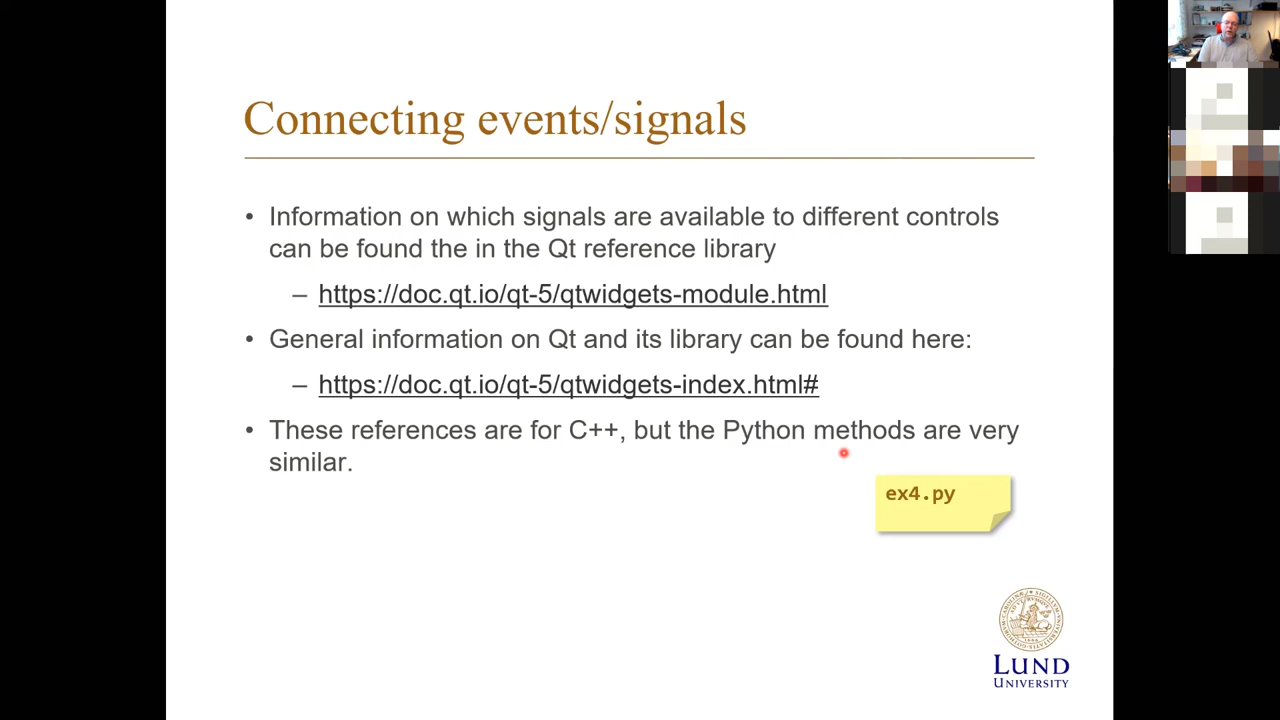 Connecting events/signals
• Information on which signals are available to different controls
can be found the in the Qt reference library
– https://doc.qt.io/qt-5/qtwidgets-module.html
• General information on Qt and its library can be found here:
– https://doc.qt.io/qt-5/qtwidgets-index.html#
• These references are for C++, but the Python methods are very
similar.
ex4.py
LUND
UNIVERSITY